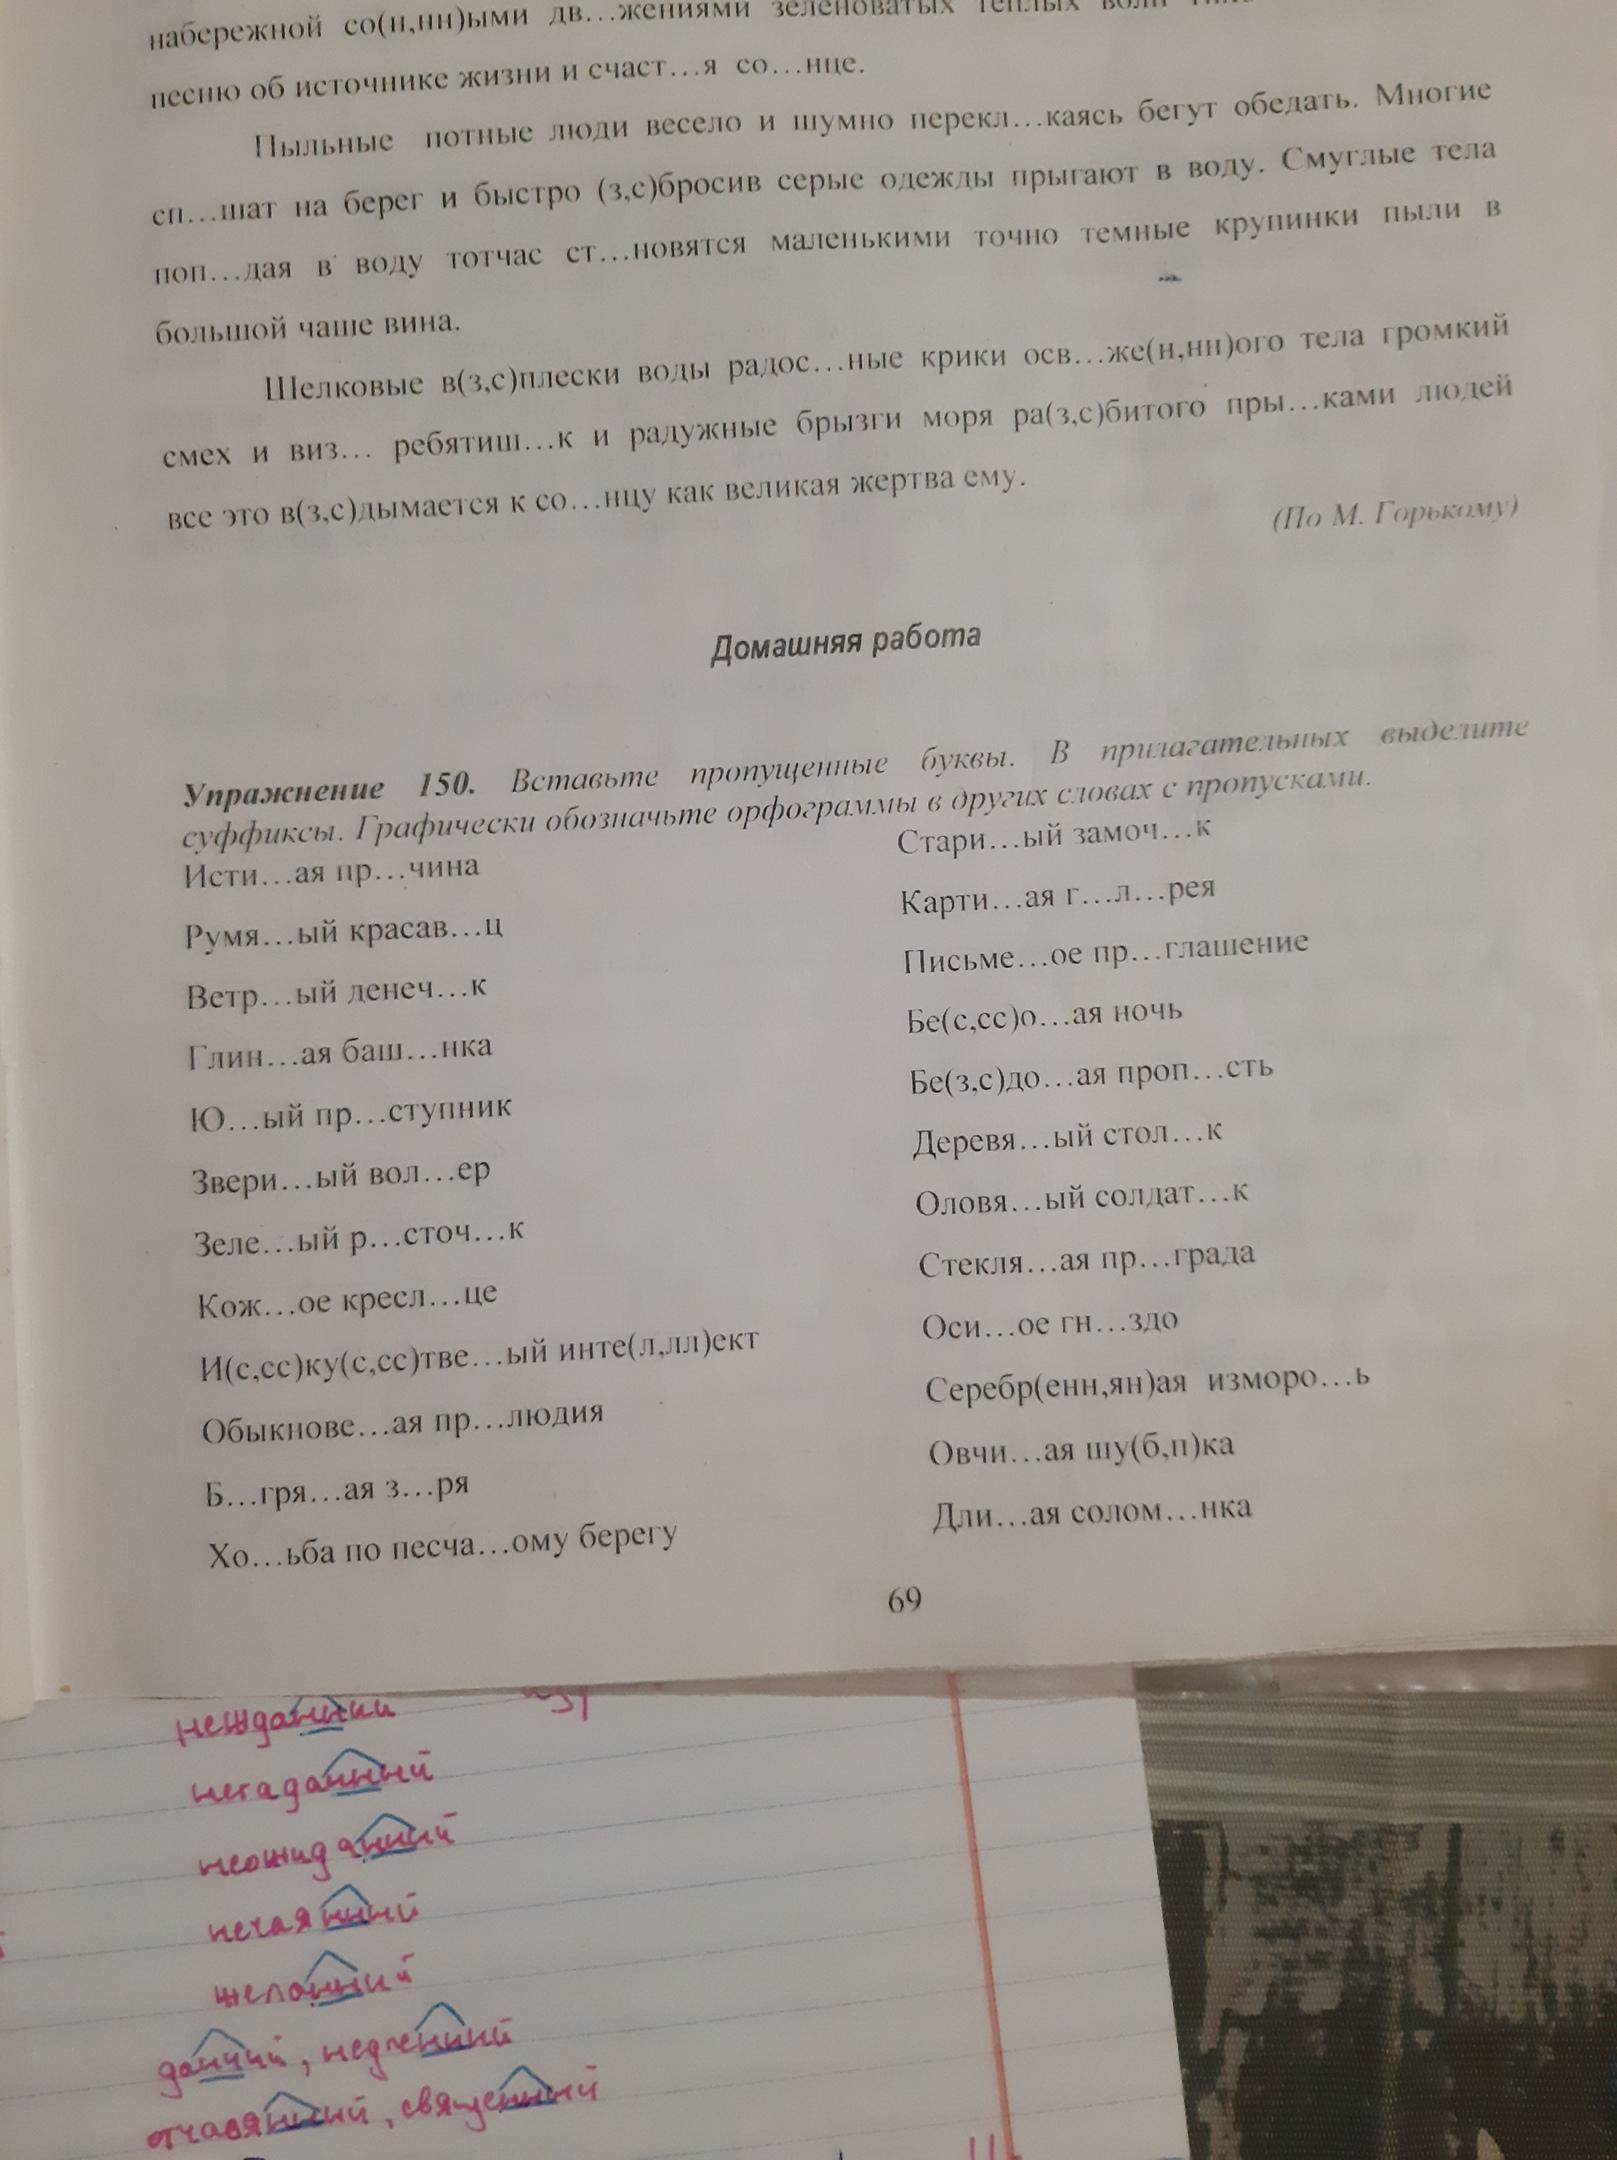 набережной со(н,нн)ыми дв…жениями зеленоватых теплых волн
песню об источнике жизни и счаст…я со…нце.
Пыльные потные люди весело и шумно перекл…каясь бегут обедать. Многие
сп…шат на берег и быстро (з,с)бросив серые одежды прыгают в воду. Смуглые тела
поп…дая в воду тотчас ст…новятся маленькими точно темные крупинки пыли в
большой чаше вина.
Шелковые в(з,с)плески воды радос…ные крики осв…же(н,нн)ого тела громкий
смех и виз… ребятиш…к и радужные брызги моря ра(з,с)битого пры…ками людей
все это в(з,с)дымается к со…нцу как великая жертва ему.
(По М. Горькому)
Домашняя работа
Упражнение 150. Вставьте пропущенные буквы. В прилагательных выделите
суффиксы. Графически обозначьте орфограммы в других словах с пропусками.
Исти…ая пр…чина
Румя…ый красав…ц
Ветр…ый денеч…к
Глин…ая баш…нка
Ю…ый пр…ступник
Звери…ый вол…ер
Зеле…ый р…сточ…к
Кож…ое кресл…це
И(с,сс)ку(с,сс)тве…ый инте(л,лл)ект
Обыкнове…ая пр…людия
Б…гря…ая з…ря
Хо…ьба по песча…ому берегу
Стари…ый замоч…к
Карти…ая г…л…рея
Письме…ое пр…глашение
Бе(с,сс)о…ая ночь
Бе(з,с)до…ая проп…сть
Деревя…ый стол…к
Оловя…ый солдат…к
Стекля…ая пр…града
Оси…ое гн…здо
Серебр(енн,ян)ая изморо…ь
Овчи…ая шу(б,п)ка
Дли…ая солом…нка
69
негаданный
неожиданный
нечаянный
желанный
данный, медленный
отчаянный, священный